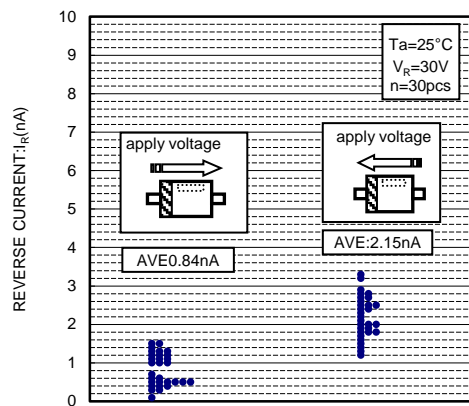 10
9
8
7
6
5
4
3
2
1
0
REVERSE CURRENT:IR(nA)
Ta=25°C
VR=30V
n=30pcs
apply voltage
AVE0.84nA
apply voltage
AVE:2.15nA